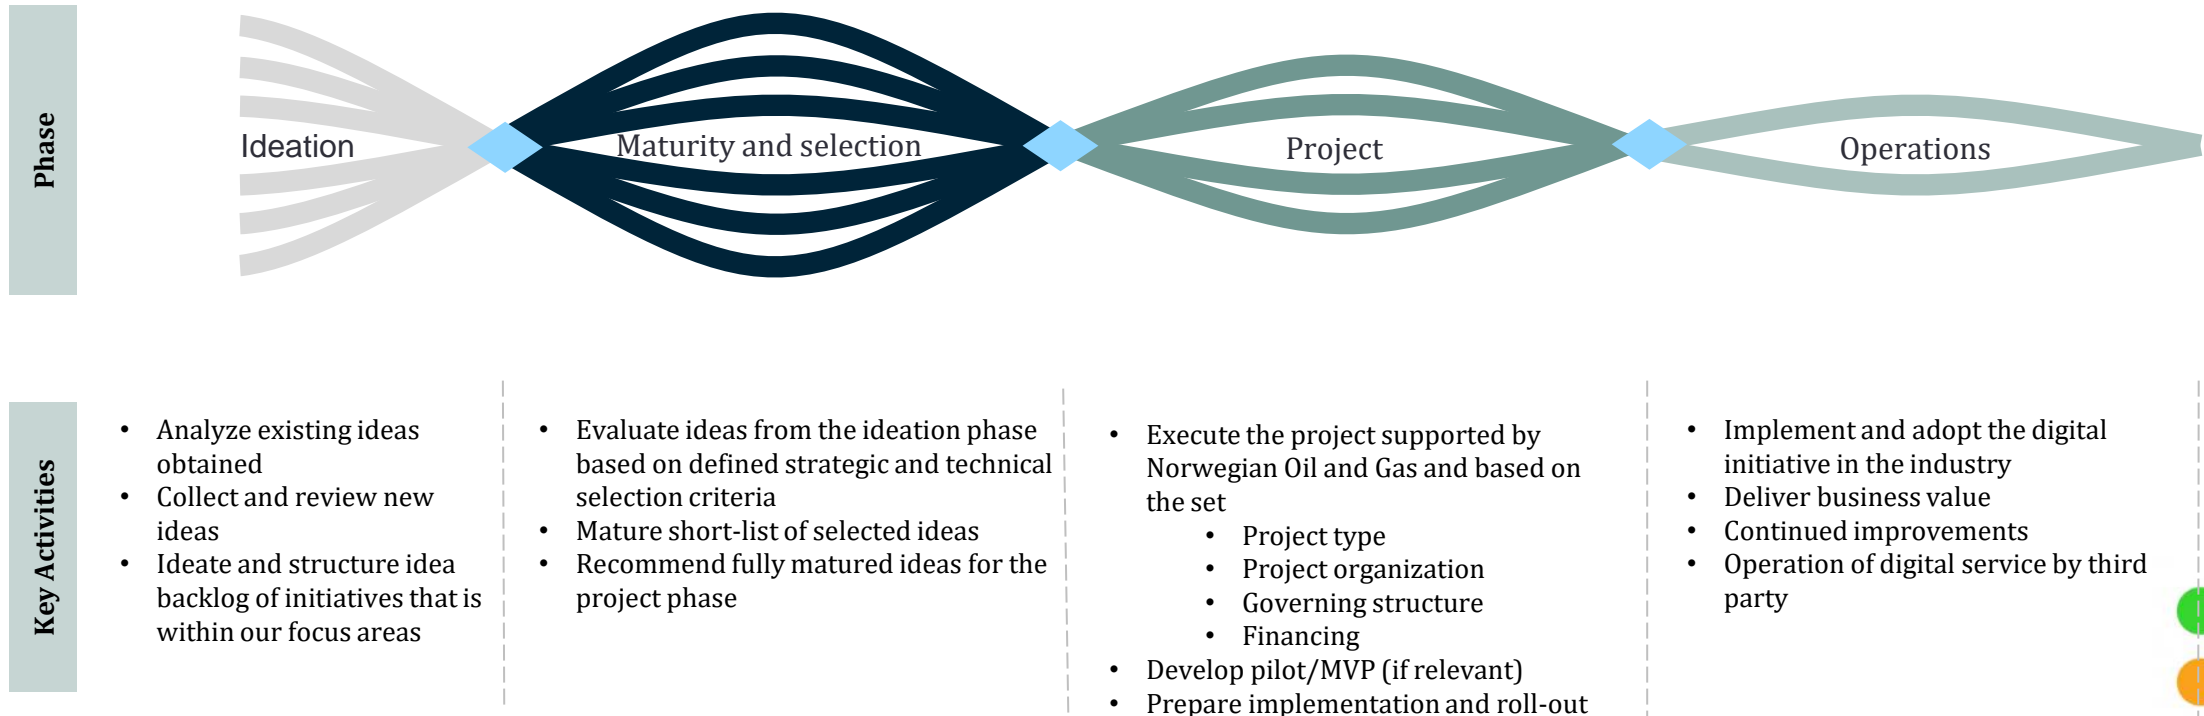 Phase
Ideation
Maturity and selection
Project
Operations
Key Activities
• Analyze existing ideas
obtained
• Collect and review new
ideas
• Ideate and structure idea
backlog of initiatives that is
within our focus areas
• Evaluate ideas from the ideation phase
based on defined strategic and technical
selection criteria
• Mature short-list of selected ideas
• Recommend fully matured ideas for the
project phase
• Execute the project supported by
Norwegian Oil and Gas and based on
the set
• Project type
• Project organization
• Governing structure
• Financing
• Develop pilot/MVP (if relevant)
• Prepare implementation and roll-out
• Implement and adopt the digital
initiative in the industry
• Deliver business value
• Continued improvements
• Operation of digital service by third
party